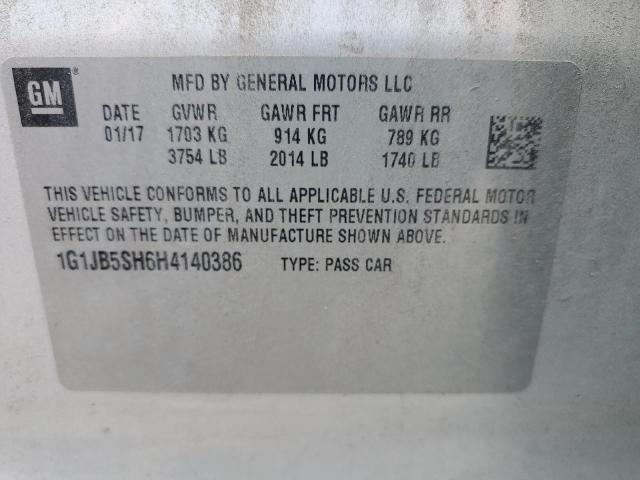 GM
MFD BY GENERAL MOTORS LLC
DATE GVWR GAWR FRT GAWR RR
01/17 1703 KG 914 KG 789 KG
3754 LB 2014 LB 1740 LB
THIS VEHICLE CONFORMS TO ALL APPLICABLE U.S. FEDERAL MOTOR
VEHICLE SAFETY, BUMPER, AND THEFT PREVENTION STANDARDS IN
EFFECT ON THE DATE OF MANUFACTURE SHOWN ABOVE.
1G1JB5SH6H4140386 TYPE: PASS CAR